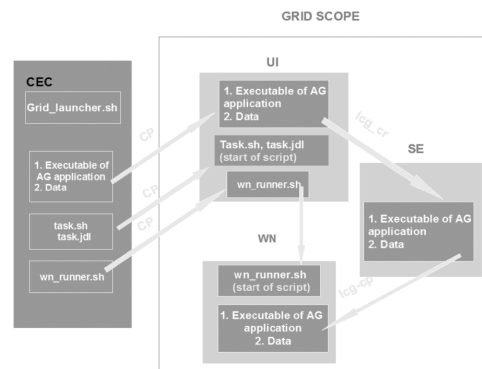 GRID SCOPE
CEC
Grid_launcher.sh
1. Executable of
AG application
2. Data
task.sh
task.jdl
wn_runner.sh
CP
CP
CP
UI
1. Executable of AG
application
2. Data
Task.sh, task.jdl
(start of script)
wn_runner.sh
lcg_cr
SE
1. Executable of AG
application
2. Data
WN
wn_runner.sh
(start of script)
1. Executable of AG
application
2. Data
lcg-cp